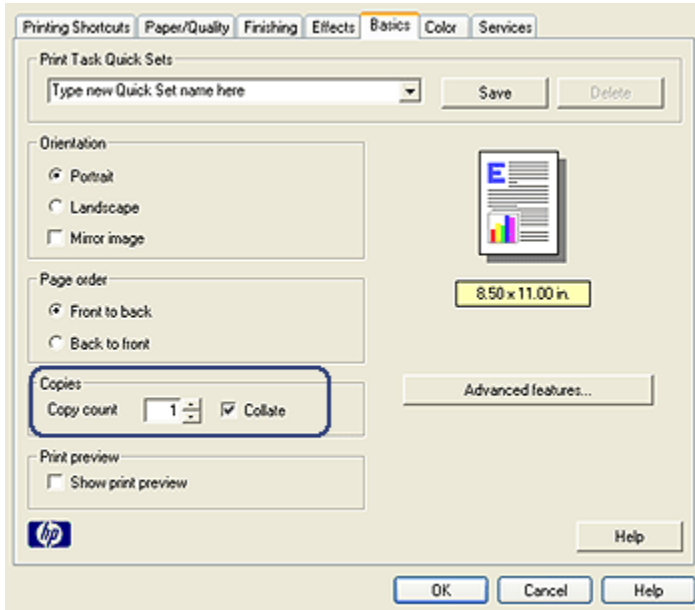 Printing Shortcuts Paper/Quality Finishing Effects Basics Color Services
Print Task Quick Sets
Type new Quick Set name here Save Delete
Orientation
Portrait
Landscape
Mirror image
E
8.50 x 11.00 in.
Page order
Front to back
Back to front
Copies
Copy count 1 Collate
Advanced features...
Print preview
Show print preview
hp
Help
OK Cancel Help